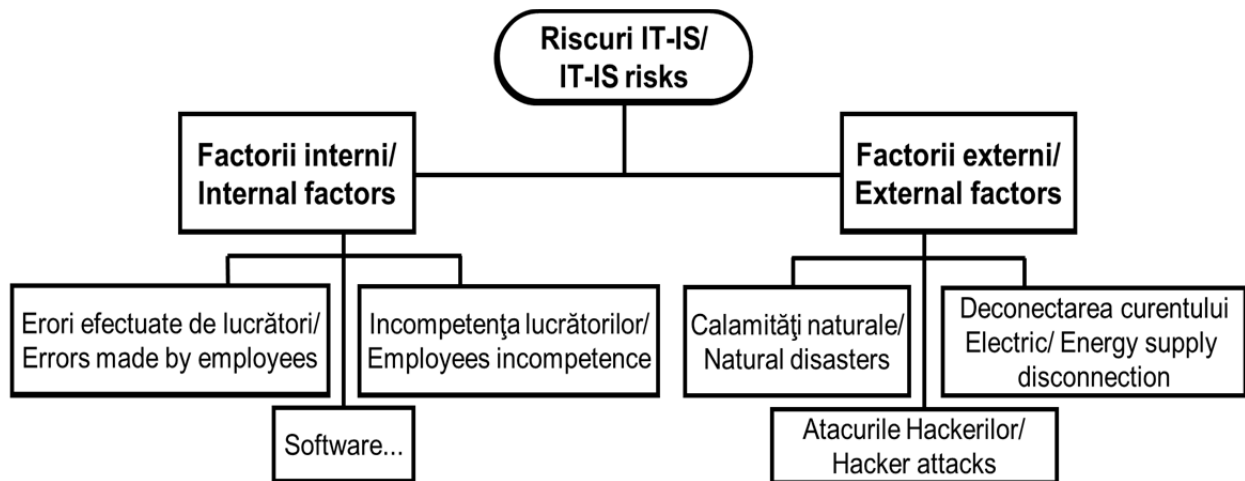 Riscuri IT-IS/
IT-IS risks
Factorii interni/
Internal factors
Factorii externi/
External factors
Erori efectuate de lucrători/
Errors made by employees
Incompetenţa lucrătorilor/
Employees incompetence
Calamităţi naturale/
Natural disasters
Deconectarea curentului
Electric/ Energy supply
disconnection
Software...
Atacurile Hackerilor/
Hacker attacks